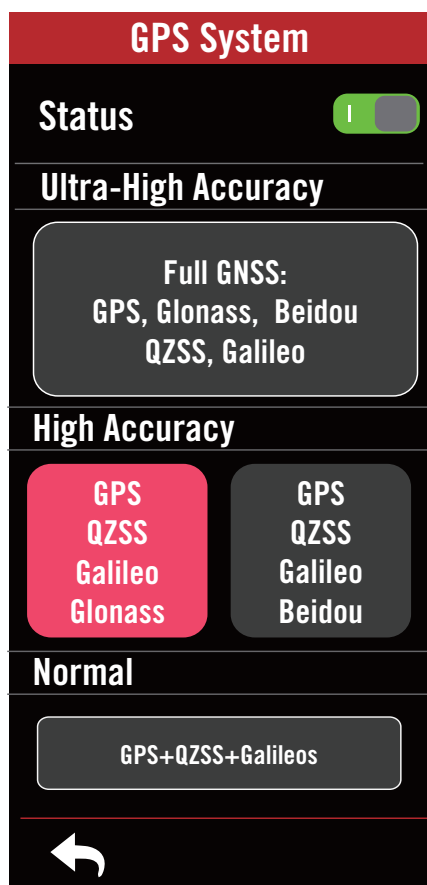 GPS System
Status
Ultra-High Accuracy
Full GNSS:
GPS, Glonass, Beidou
QZSS, Galileo
High Accuracy
GPS
QZSS
Galileo
Glonass
GPS
QZSS
Galileo
Beidou
Normal
GPS+QZSS+Galileos